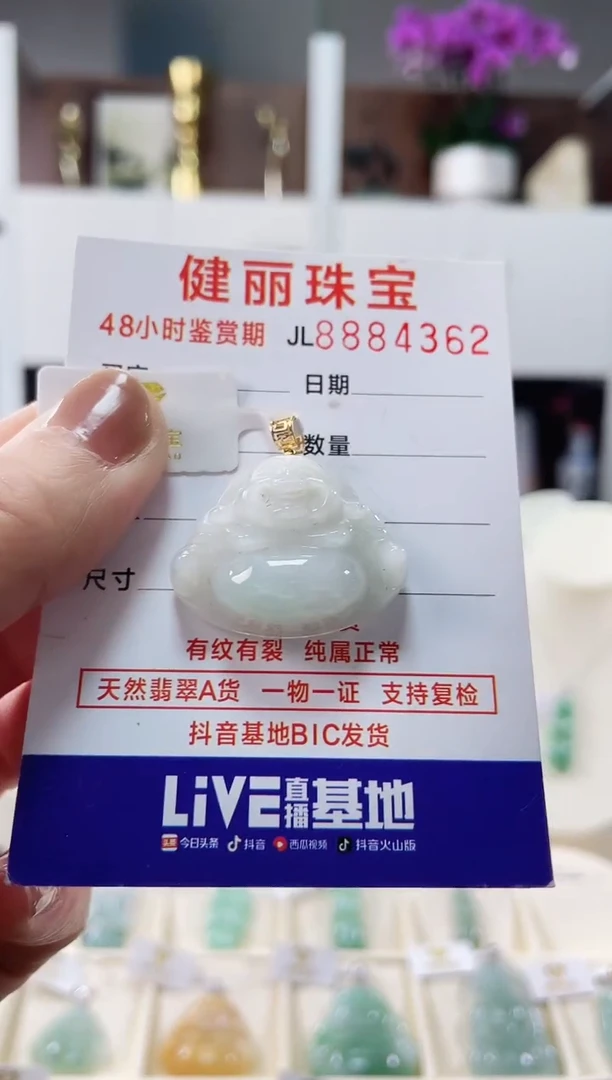 健丽珠宝
48小时鉴赏期 JL8884362
日期
数量
尺寸
有纹有裂 纯属正常
天然翡翠A货 一物一证 支持复检
抖音基地BIC发货
LiVE直播基地
头条 今日头条 抖音 西瓜视频 抖音火山版